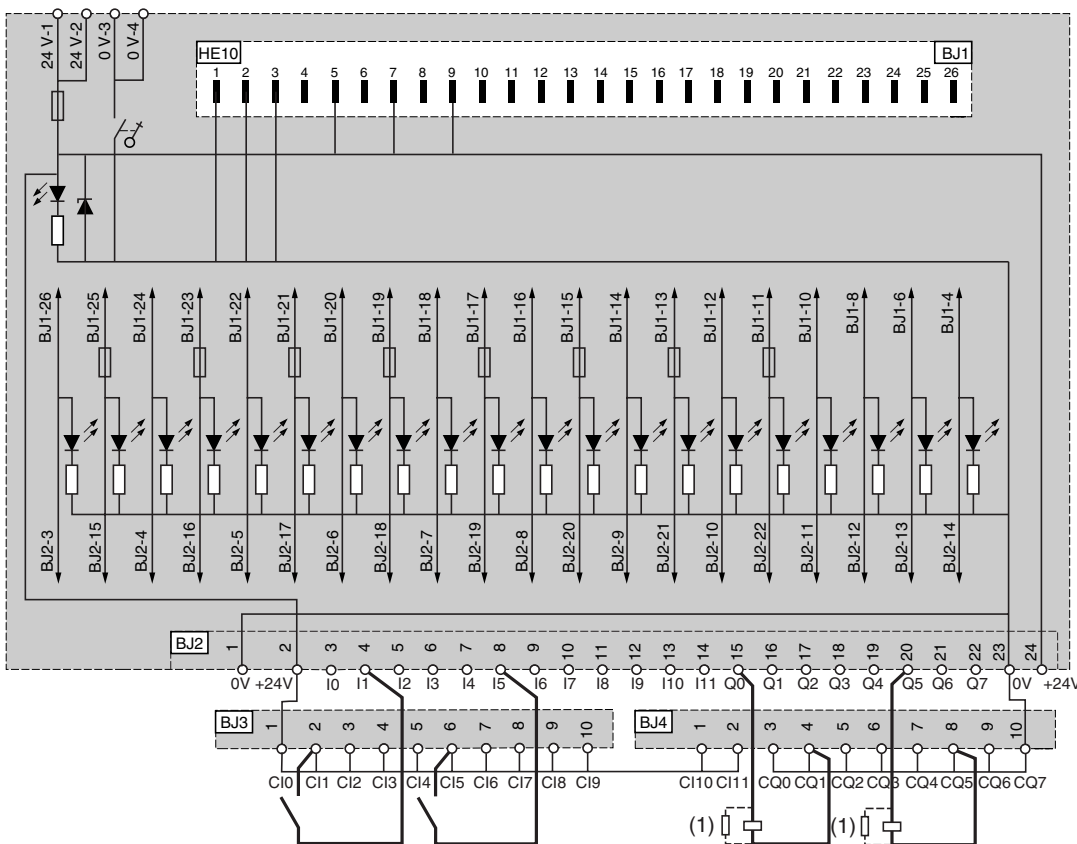 24 V-1 24 V-2 0 V-3 0 V-4
HE10 BJ1
1 2 3 4 5 6 7 8 9 10 11 12 13 14 15 16 17 18 19 20 21 22 23 24 25 26
BJ1-26 BJ1-25 BJ1-24 BJ1-23 BJ1-22 BJ1-21 BJ1-20 BJ1-19 BJ1-18 BJ1-17 BJ1-16 BJ1-15 BJ1-14 BJ1-13 BJ1-12 BJ1-11 BJ1-10 BJ1-8 BJ1-6 BJ1-4
BJ2-3 BJ2-15 BJ2-4 BJ2-16 BJ2-5 BJ2-17 BJ2-6 BJ2-18 BJ2-7 BJ2-19 BJ2-8 BJ2-20 BJ2-9 BJ2-21 BJ2-10 BJ2-22 BJ2-11 BJ2-12 BJ2-13 BJ2-14
BJ2 1 2 3 4 5 6 7 8 9 10 11 12 13 14 15 16 17 18 19 20 21 22 23 24
0V +24V I0 I1 I2 I3 I4 I5 I6 I7 I8 I9 I10 I11 Q0 Q1 Q2 Q3 Q4 Q5 Q6 Q7 0V +24V
BJ3 1 2 3 4 5 6 7 8 9 10 BJ4 1 2 3 4 5 6 7 8 9 10
CI0 CI1 CI2 CI3 CI4 CI5 CI6 CI7 CI8 CI9 CI10 CI11 CQ0 CQ1 CQ2 CQ3 CQ4 CQ5 CQ6 CQ7
(1) (1)